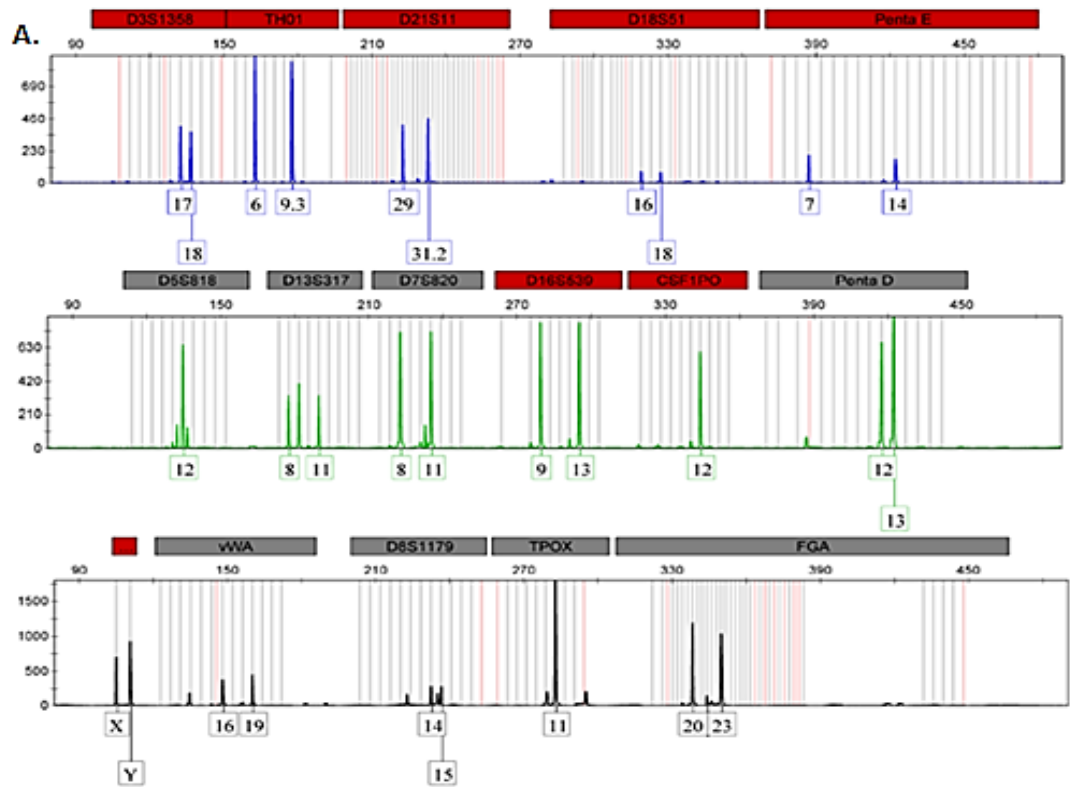 A.
D3S1358 TH01 D21S11 D18S51 Penta E
90 150 210 270 330 390 450
690
460
230
0
17 6 9.3 29 16 7 14
18 31.2 18
D5S818 D13S317 D7S820 D16S539 CSF1PO Penta D
90 150 210 270 330 390 450
630
420
210
0
12 8 11 8 11 9 13 12 12
13
vWA D8S1179 TPOX FGA
90 150 210 270 330 390 450
1500
1000
500
0
X 16 19 14 11 20 23
Y 15